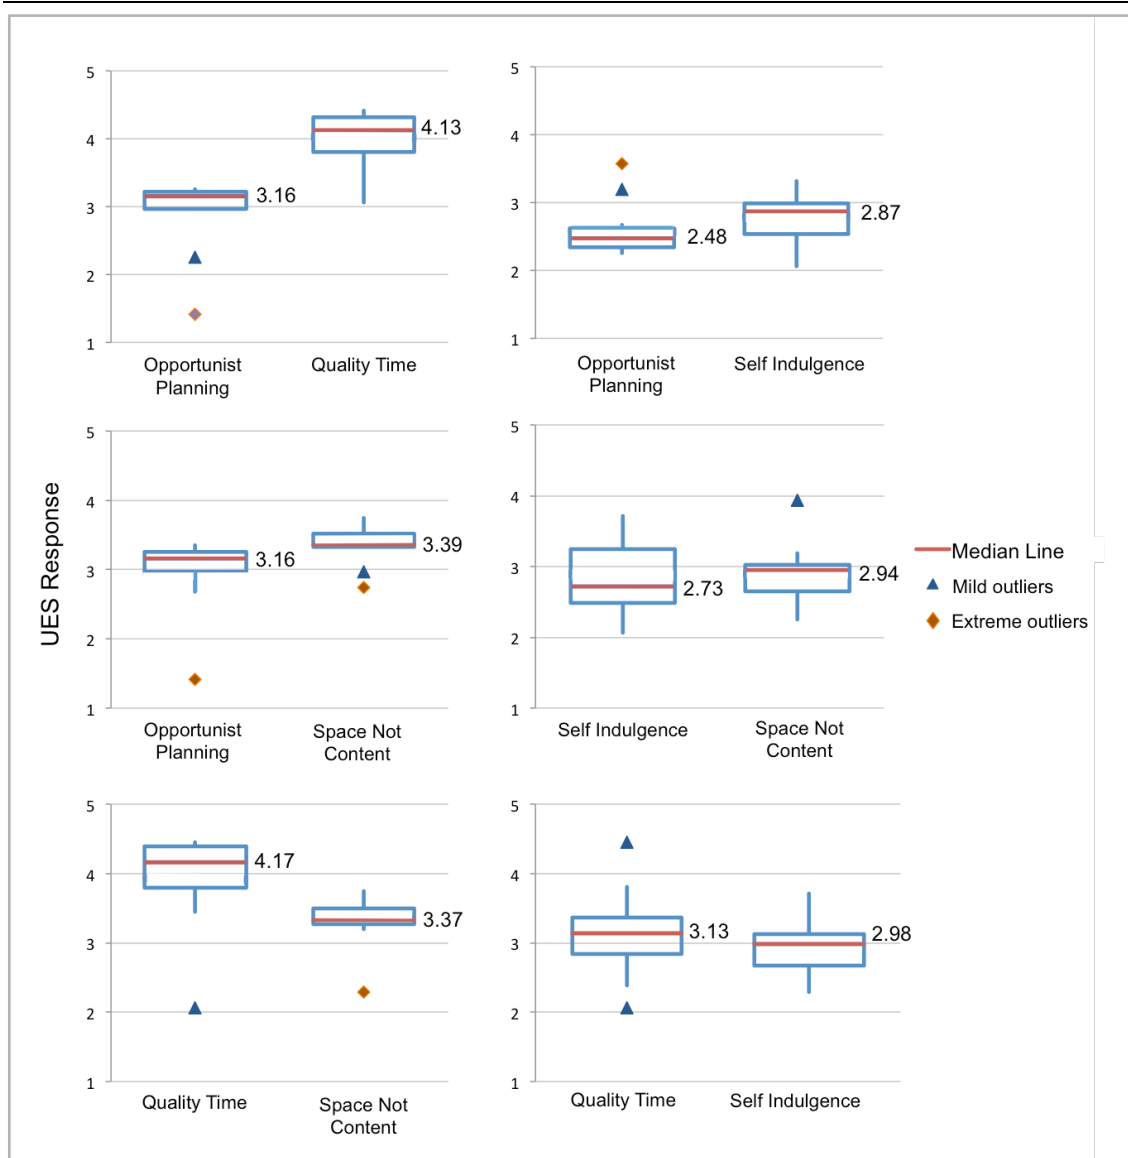 5
4
3
2
1
4.13
3.16
Opportunist
Planning
Quality Time
5
4
3
2
1
2.48
2.87
Opportunist
Planning
Self Indulgence
UES Response
5
4
3
2
1
3.16
3.39
Opportunist
Planning
Space Not
Content
5
4
3
2
1
2.73
2.94
Self Indulgence
Space Not
Content
Median Line
Mild outliers
Extreme outliers
5
4
3
2
1
4.17
3.37
Quality Time
Space Not
Content
5
4
3
2
1
3.13
2.98
Quality Time
Self Indulgence